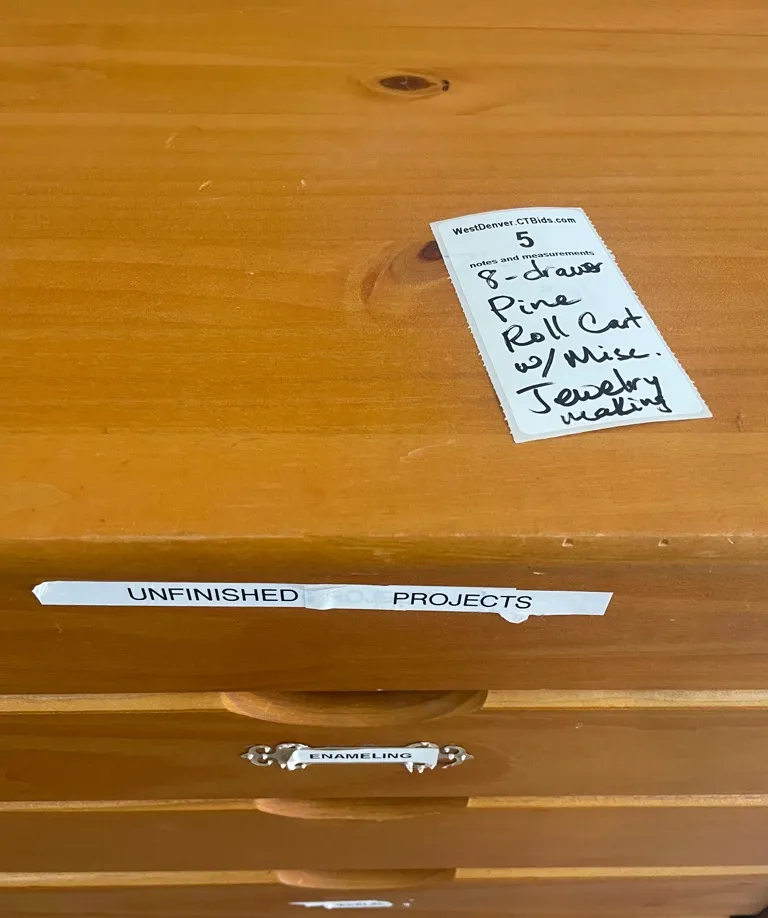 WestDenver.CTBids.com
5
notes and measurements
8-drawer
Pine
Roll Cart
w/ Misc.
Jewelry
making
UNFINISHED PROJECTS
ENAMELING